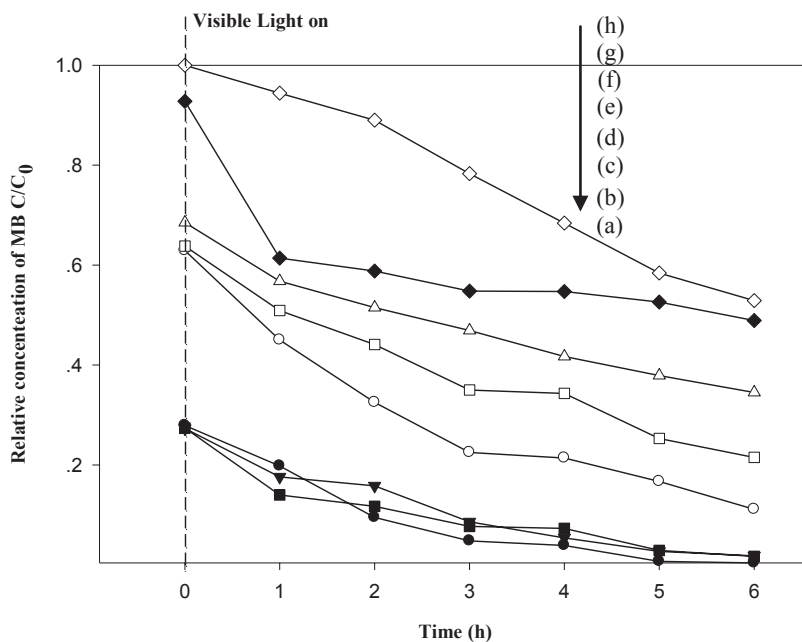 Visible Light on
(h)
(g)
(f)
(e)
(d)
(c)
(b)
(a)
1.0
.8
.6
.4
.2
Relative concenteation of MB C/C0
0 1 2 3 4 5 6
Time (h)